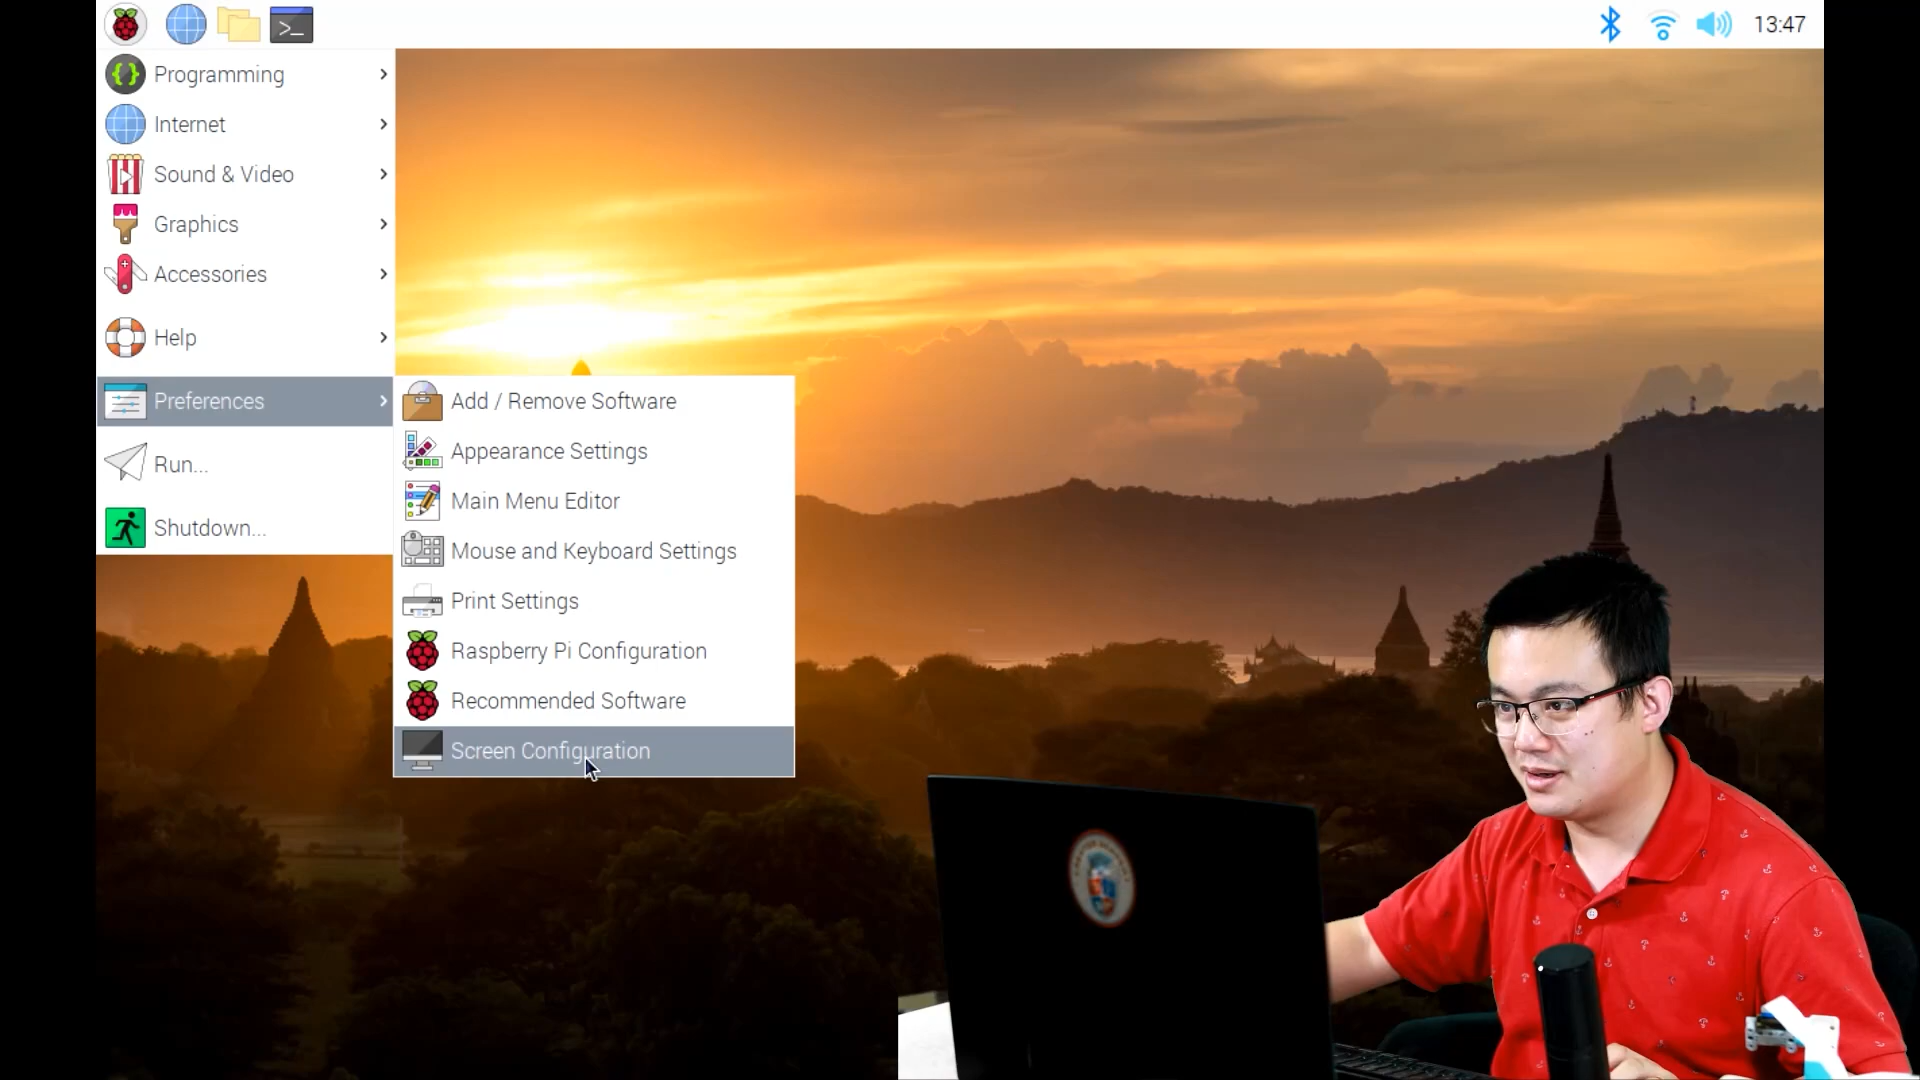 13:47
Programming
Internet
Sound & Video
Graphics
Accessories
Help
Preferences
Run...
Shutdown...
Add / Remove Software
Appearance Settings
Main Menu Editor
Mouse and Keyboard Settings
Print Settings
Raspberry Pi Configuration
Recommended Software
Screen Configuration